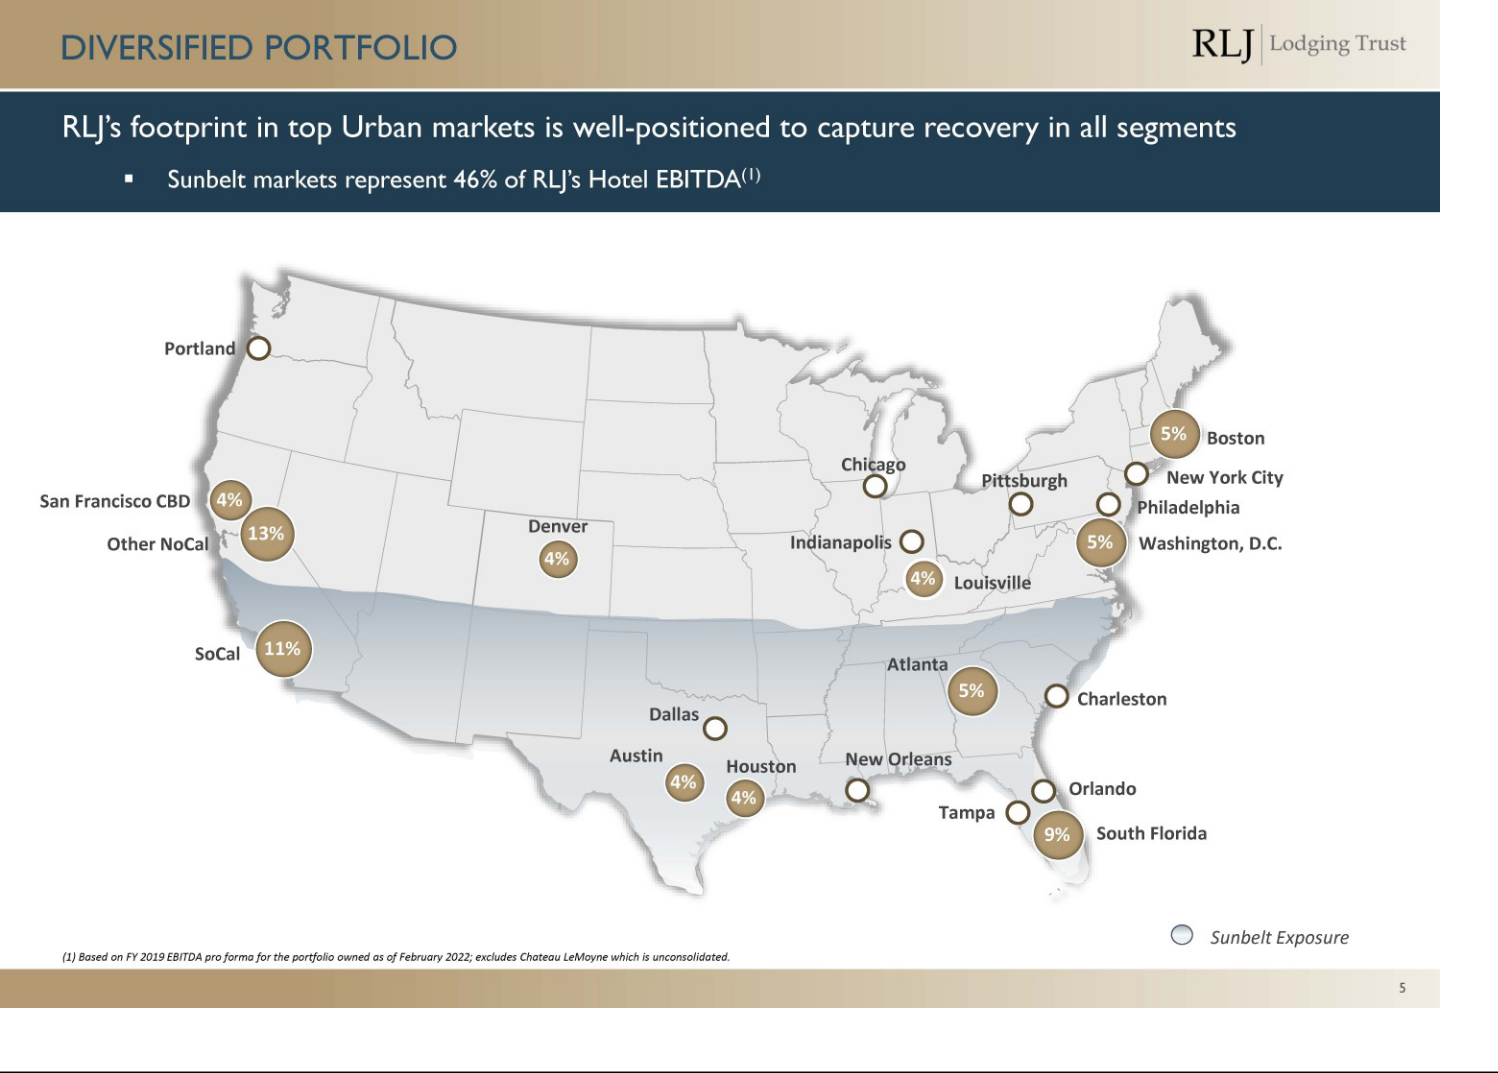 DIVERSIFIED PORTFOLIO
RLJ Lodging Trust
RLJ's footprint in top Urban markets is well-positioned to capture recovery in all segments
▪ Sunbelt markets represent 46% of RLJ's Hotel EBITDA(1)
Portland
San Francisco CBD
4%
Other NoCal
13%
SoCal
11%
Denver
4%
Chicago
Pittsburgh
Indianapolis
4%
Louisville
5%
Boston
New York City
Philadelphia
5%
Washington, D.C.
Atlanta
5%
Charleston
Dallas
Austin
4%
Houston
4%
New Orleans
Orlando
Tampa
9%
South Florida
Sunbelt Exposure
(1) Based on FY 2019 EBITDA pro forma for the portfolio owned as of February 2022; excludes Chateau LeMoyne which is unconsolidated.
5